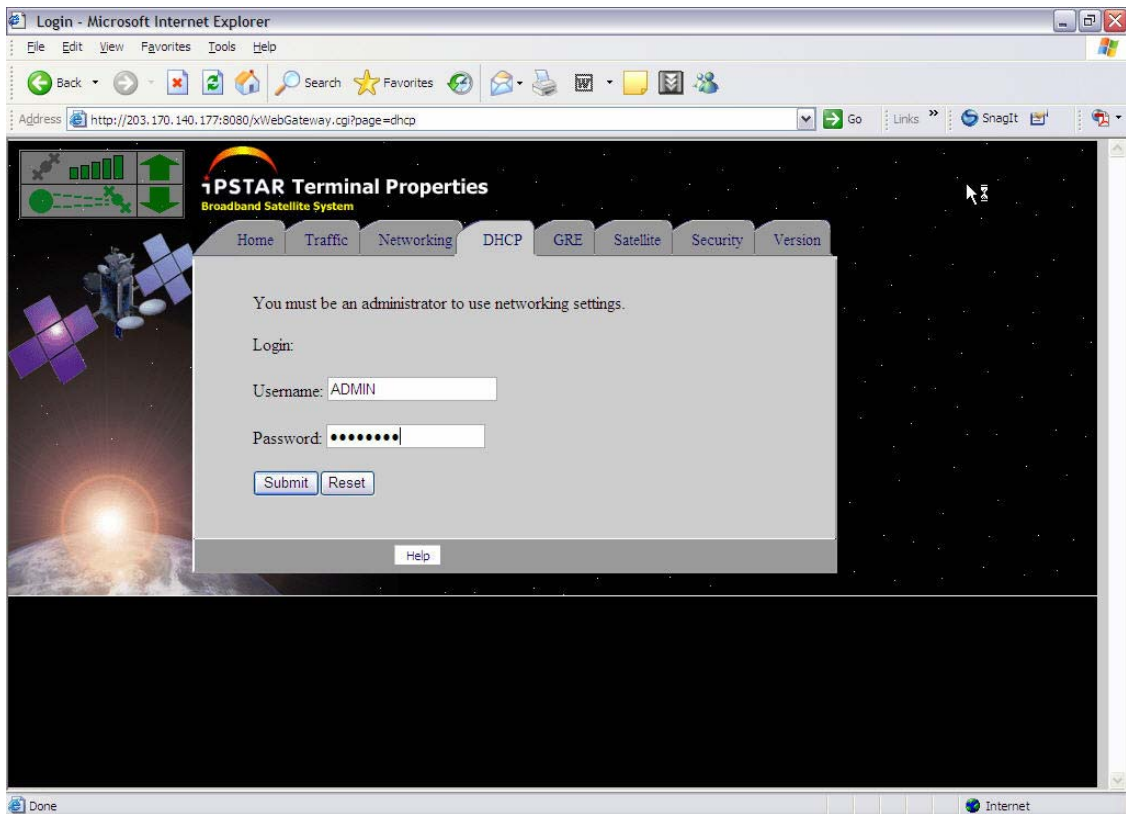 Login - Microsoft Internet Explorer
File Edit View Favorites Tools Help
Back Search Favorites W
Address http://203.170.140.177:8080/xWebGateway.cgi?page=dhcp Go Links » SnagIt
iPSTAR Terminal Properties
Broadband Satellite System
Home Traffic Networking DHCP GRE Satellite Security Version
You must be an administrator to use networking settings.
Login:
Username: ADMIN
Password: ••••••••
Submit Reset
Help
Done Internet